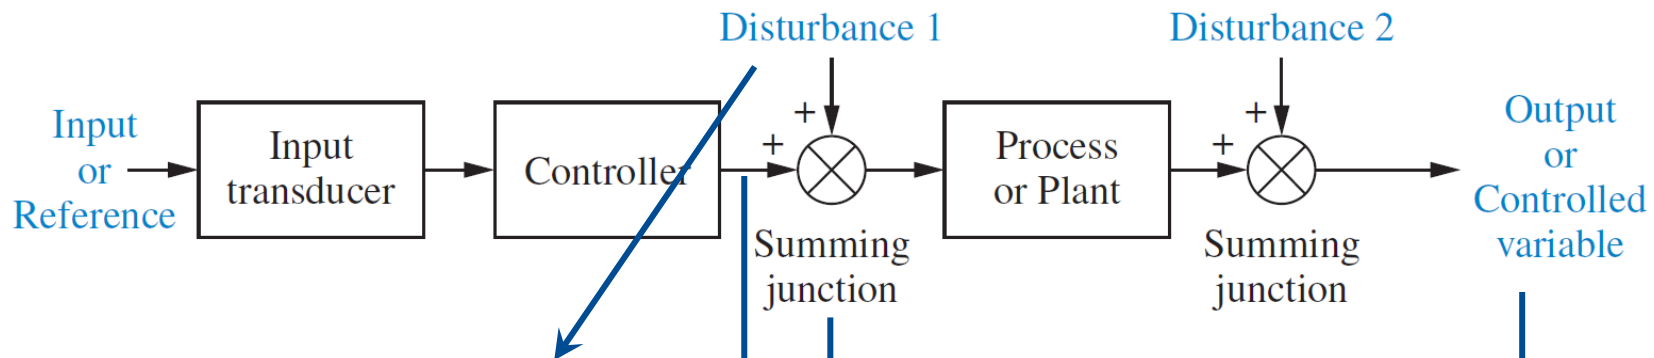 Disturbance 1
Disturbance 2
Input
or
Reference
Input
transducer
Controller
+
+
Summing
junction
Process
or Plant
+
+
Summing
junction
Output
or
Controlled
variable